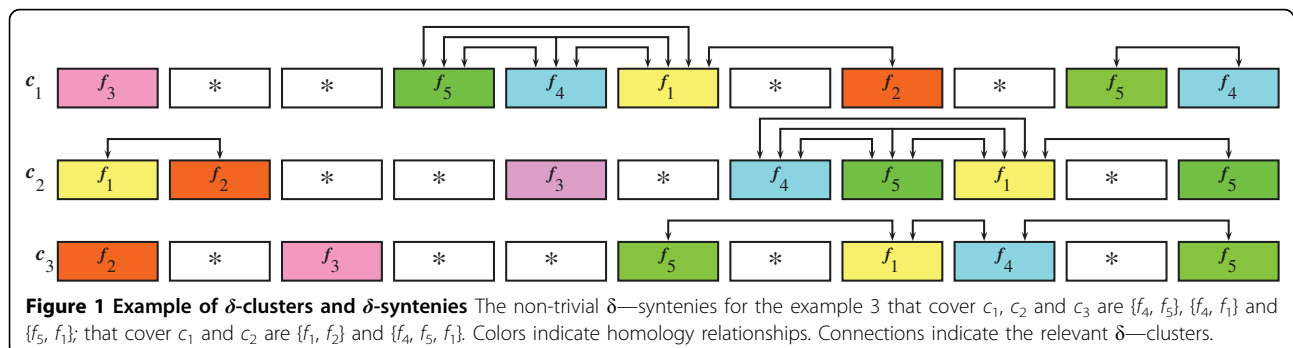 c₁ f₃ * * f₅ f₄ f₁ * f₂ * f₅ f₄
c₂ f₁ f₂ * * f₃ * f₄ f₅ f₁ * f₅
c₃ f₂ * f₃ * * f₅ * f₁ f₄ * f₅
Figure 1 Example of δ-clusters and δ-syntenies The non-trivial δ—syntenies for the example 3 that cover c₁, c₂ and c₃ are {f₄, f₅}, {f₄, f₁} and
{f₅, f₁}; that cover c₁ and c₂ are {f₁, f₂} and {f₄, f₅, f₁}. Colors indicate homology relationships. Connections indicate the relevant δ—clusters.